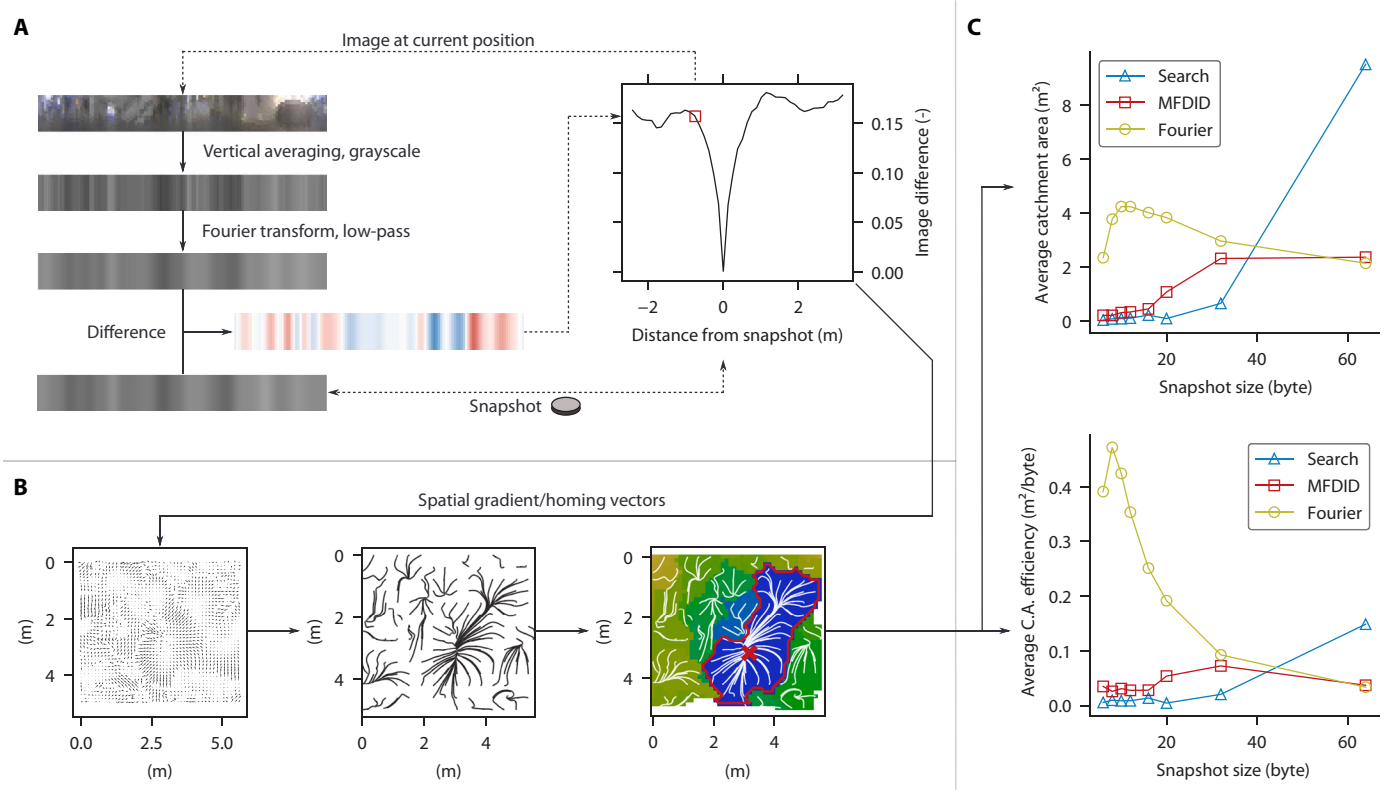 A
Image at current position
Vertical averaging, grayscale
Fourier transform, low-pass
Difference
Snapshot
0.15
0.10
0.05
0.00
Image difference (-)
−2 0 2
Distance from snapshot (m)
B
Spatial gradient/homing vectors
0
2
4
(m)
0.0 2.5 5.0
(m)
0
2
4
(m)
0 2 4
(m)
0
2
4
(m)
0 2 4
(m)
C
Search
MFDID
Fourier
8
6
4
2
0
Average catchment area (m²)
20 40 60
Snapshot size (byte)
Search
MFDID
Fourier
0.4
0.3
0.2
0.1
0.0
Average C.A. efficiency (m²/byte)
20 40 60
Snapshot size (byte)